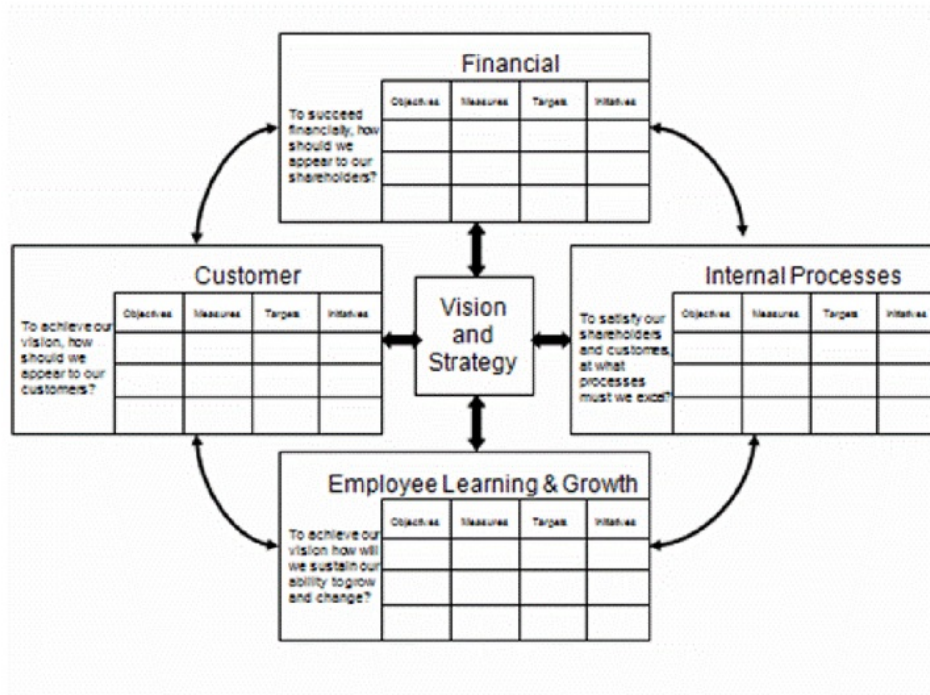 Financial
Objectives Measures Targets Initiatives
To succeed
financially, how
should we
appear to our
shareholders?
Customer
Objectives Measures Targets Initiatives
To achieve our
vision, how
should we
appear to our
customers?
Vision
and
Strategy
Internal Processes
Objectives Measures Targets Initiatives
To satisfy our
shareholders
and customes,
at what
processes
must we excel?
Employee Learning & Growth
Objectives Measures Targets Initiatives
To achieve our
vision how will
we sustain our
ability to grow
and change?